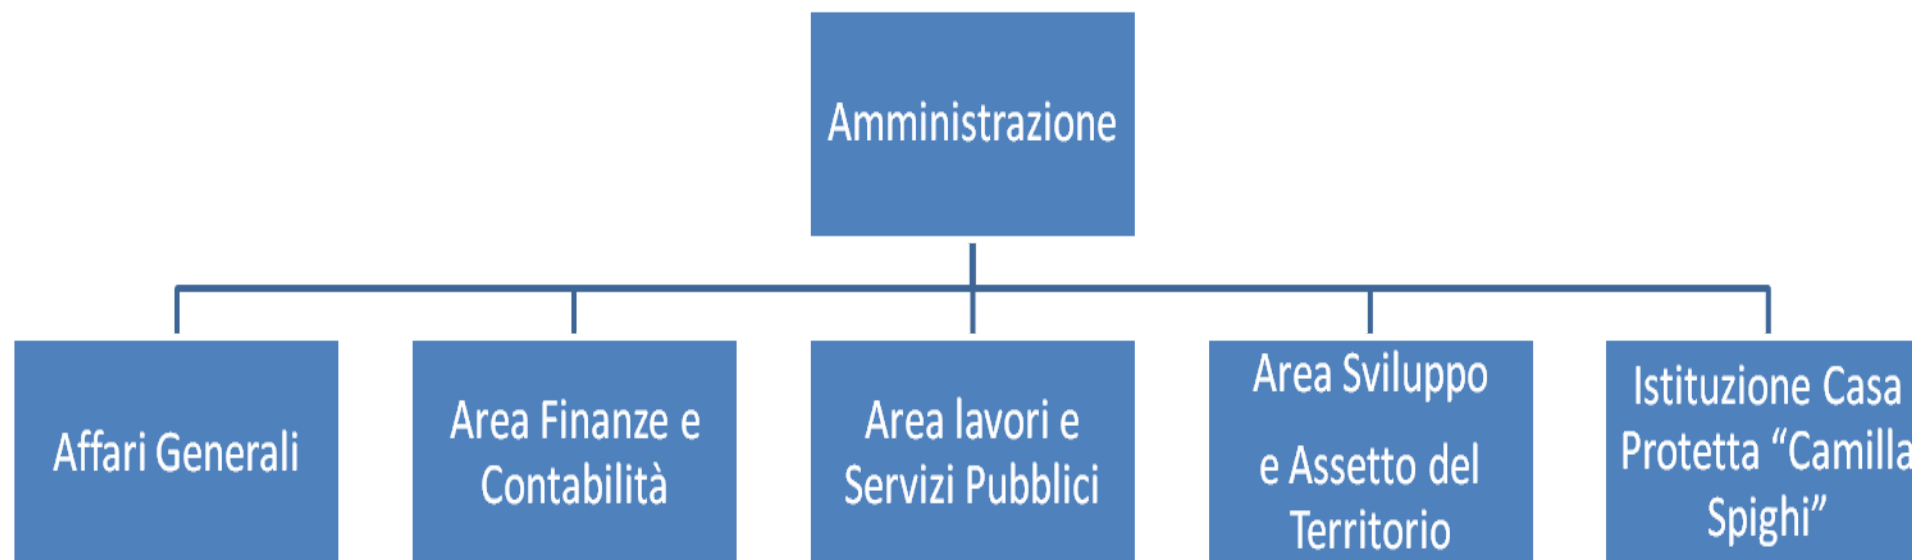 Amministrazione
Affari Generali
Area Finanze e
Contabilità
Area lavori e
Servizi Pubblici
Area Sviluppo
e Assetto del
Territorio
Istituzione Casa
Protetta “Camilla
Spighi”